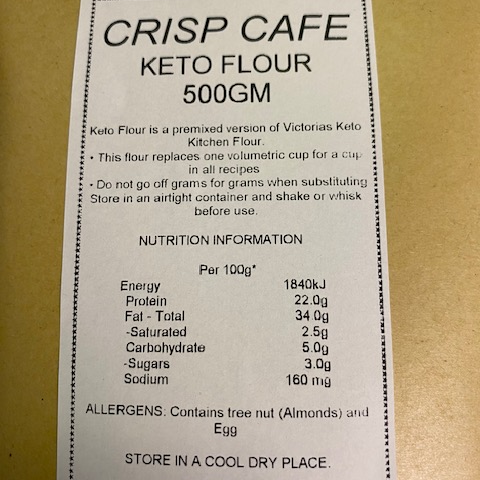 CRISP CAFE
KETO FLOUR
500GM
Keto Flour is a premixed version of Victorias Keto
Kitchen Flour.
• This flour replaces one volumetric cup for a cup
in all recipes
• Do not go off grams for grams when substituting
Store in an airtight container and shake or whisk
before use.
NUTRITION INFORMATION
Per 100g*
Energy 1840kJ
Protein 22.0g
Fat - Total 34.0g
-Saturated 2.5g
Carbohydrate 5.0g
-Sugars 3.0g
Sodium 160 mg
ALLERGENS: Contains tree nut (Almonds) and
Egg
STORE IN A COOL DRY PLACE.